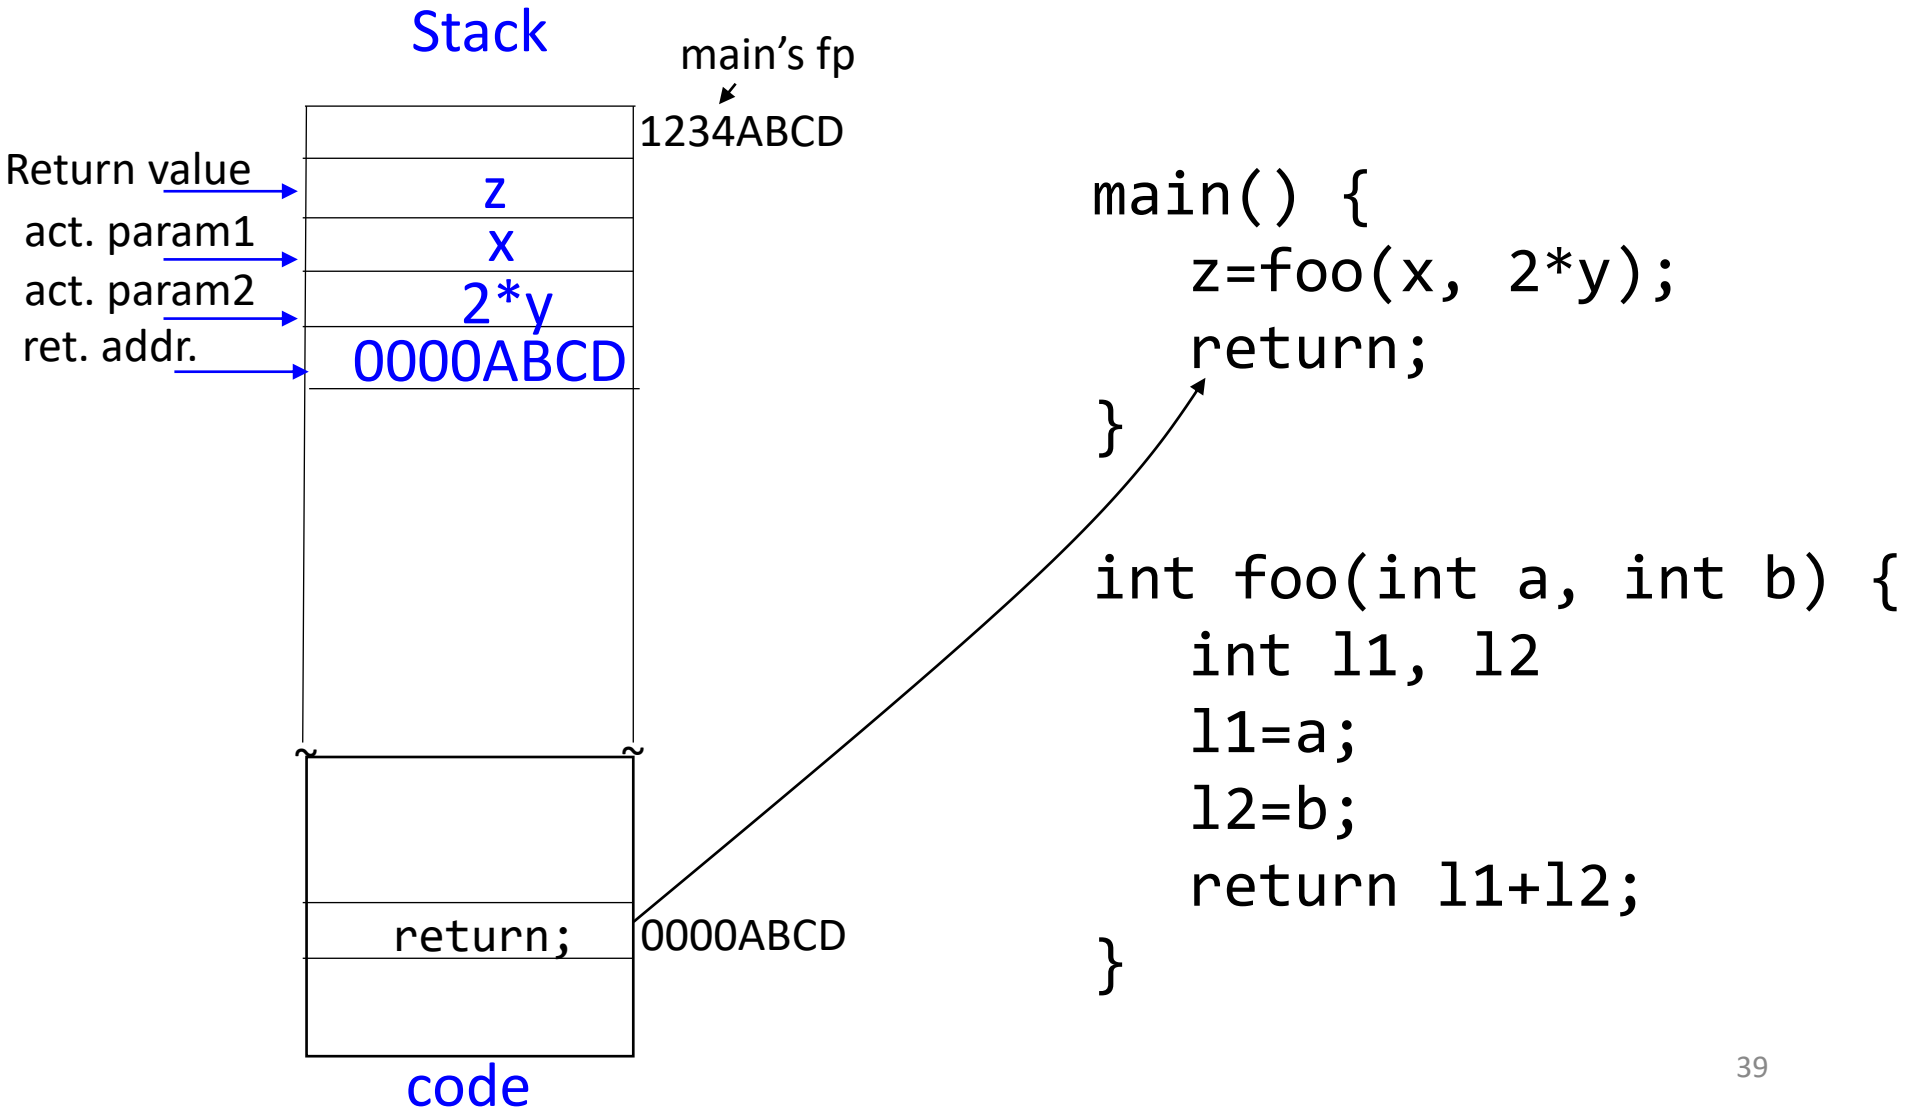 Stack
main's fp
1234ABCD
Return value
z
act. param1
x
act. param2
2*y
ret. addr.
0000ABCD
~ ~
return;
0000ABCD
code
main() {
z=foo(x, 2*y);
return;
}
int foo(int a, int b) {
int l1, l2
l1=a;
l2=b;
return l1+l2;
}
39